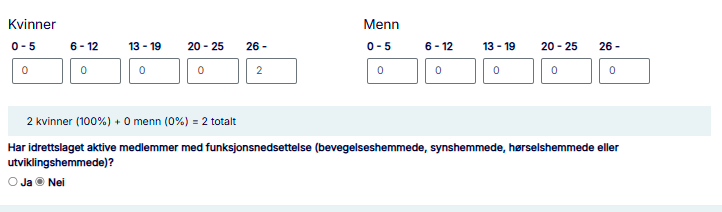 Kvinner Menn
0 - 5 6 - 12 13 - 19 20 - 25 26 - 0 - 5 6 - 12 13 - 19 20 - 25 26 -
0 0 0 0 2 0 0 0 0 0
2 kvinner (100%) + 0 menn (0%) = 2 totalt
Har idrettslaget aktive medlemmer med funksjonsnedsettelse (bevegelseshemmede, synshemmede, hørselshemmede eller
utviklingshemmede)?
Ja Nei